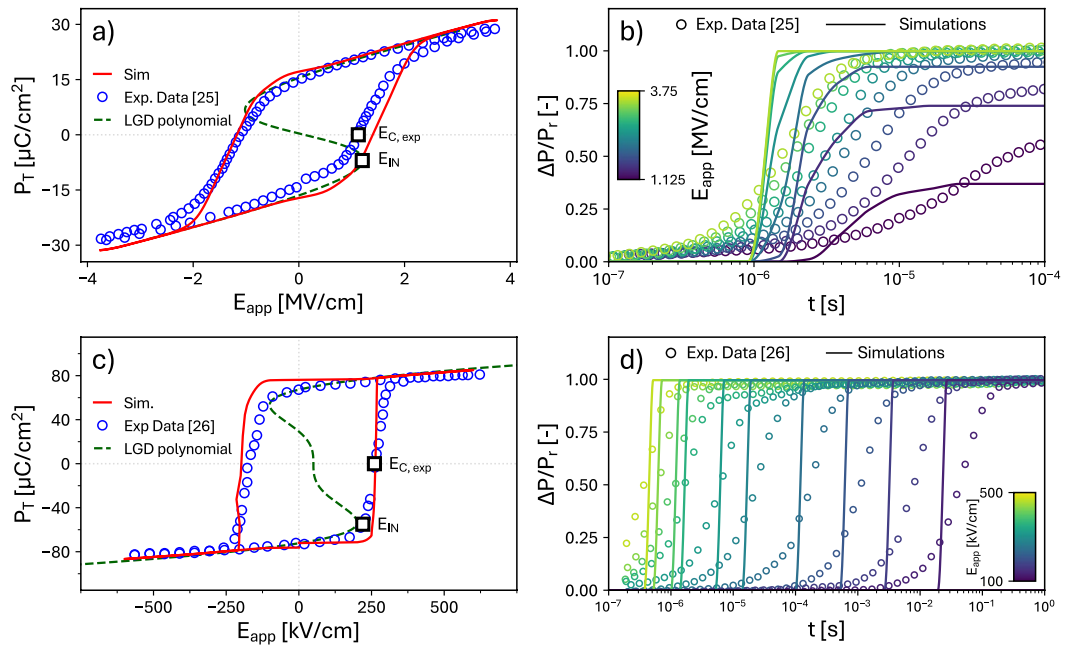 a)
30
15
0
−15
−30
P_T [µC/cm²]
Sim
Exp. Data [25]
LGD polynomial
E_C, exp
E_IN
−4
−2
0
2
4
E_app [MV/cm]
b)
Exp. Data [25]
Simulations
1.00
0.75
0.50
0.25
0.00
ΔP/P_r [-]
3.75
1.125
E_app [MV/cm]
10⁻⁷
10⁻⁶
10⁻⁵
10⁻⁴
t [s]
c)
80
40
0
−40
−80
P_T [µC/cm²]
Sim.
Exp Data [26]
LGD polynomial
E_C, exp
E_IN
−500
−250
0
250
500
E_app [kV/cm]
d)
Exp. Data [26]
Simulations
1.00
0.75
0.50
0.25
0.00
ΔP/P_r [-]
500
100
E_app [kV/cm]
10⁻⁷
10⁻⁶
10⁻⁵
10⁻⁴
10⁻³
10⁻²
10⁻¹
10⁰
t [s]